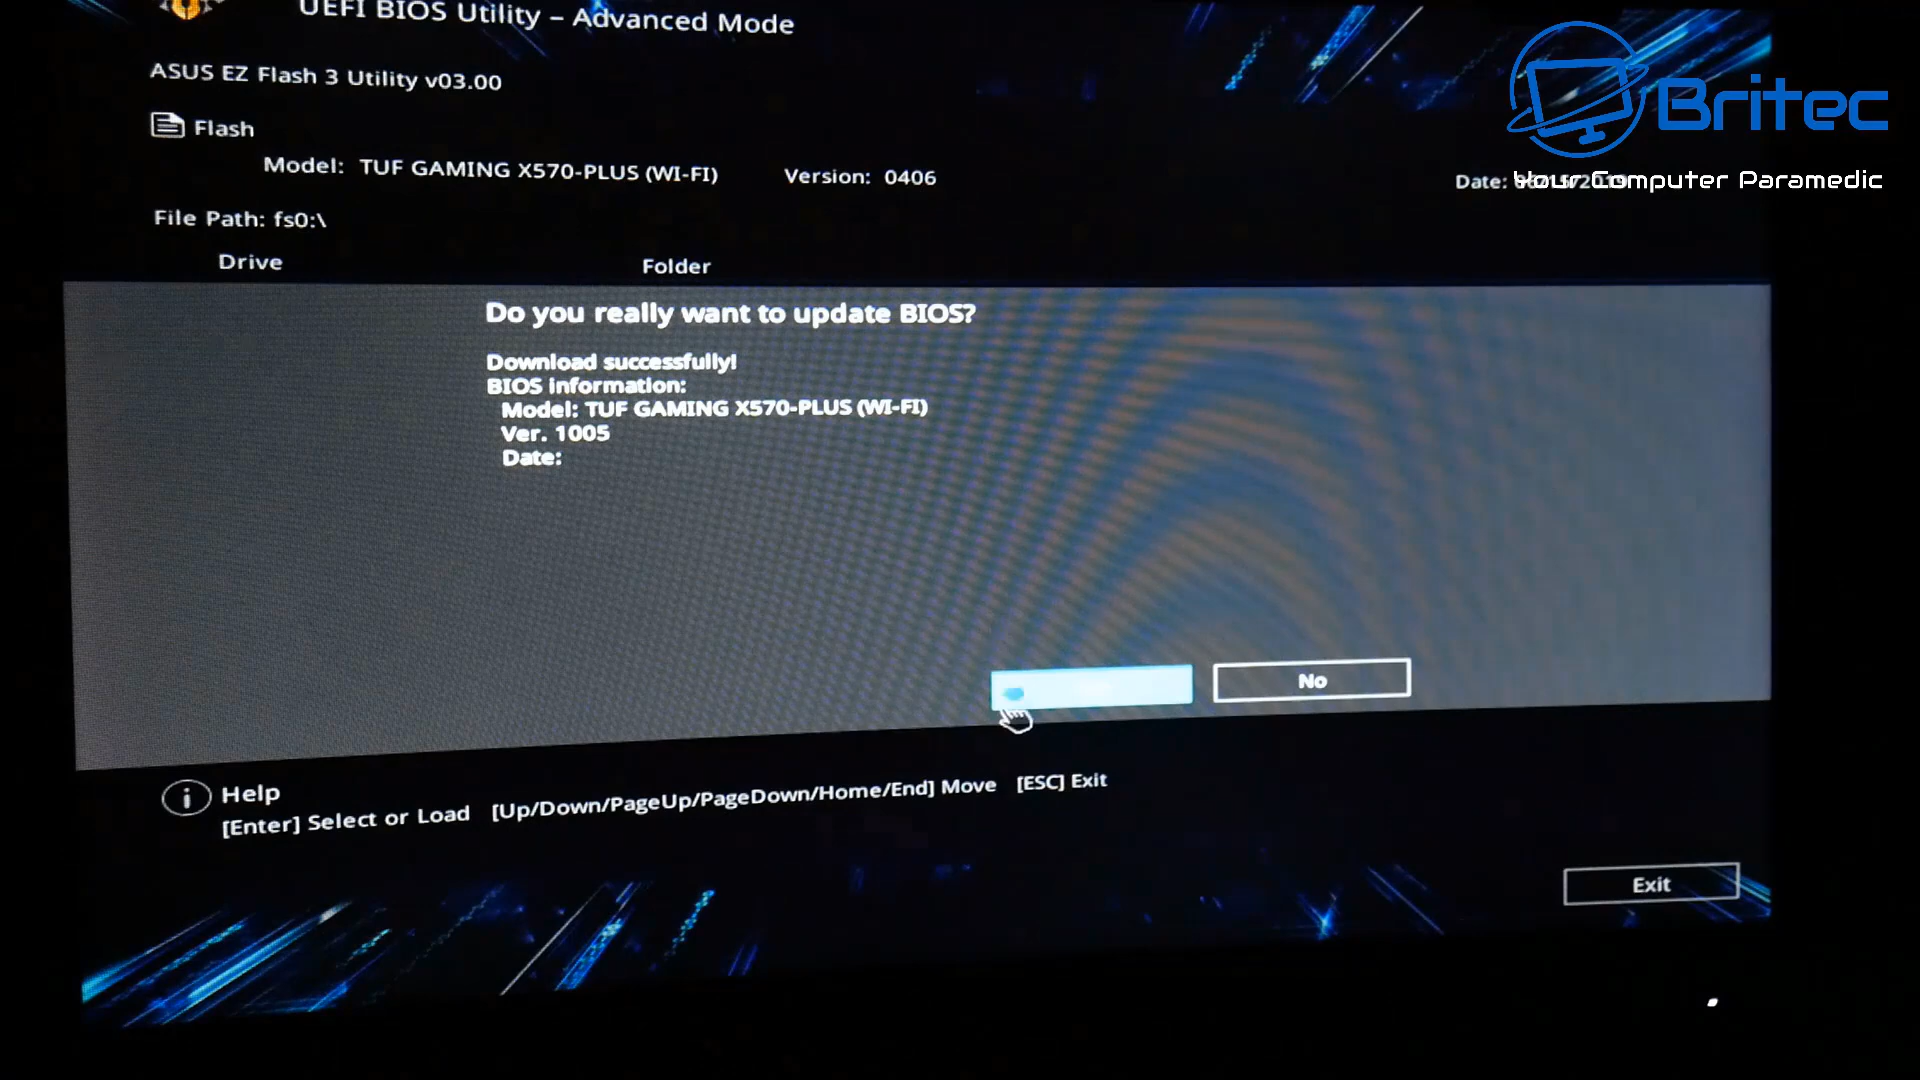 UEFI BIOS Utility – Advanced Mode
ASUS EZ Flash 3 Utility v03.00
Flash
Model: TUF GAMING X570-PLUS (WI-FI) Version: 0406
Date:
Britec
Your Computer Paramedic
File Path: fs0:\
Drive Folder
Do you really want to update BIOS?
Download successfully!
BIOS information:
Model: TUF GAMING X570-PLUS (WI-FI)
Ver. 1005
Date:
No
Help
[Enter] Select or Load [Up/Down/PageUp/PageDown/Home/End] Move [ESC] Exit
Exit